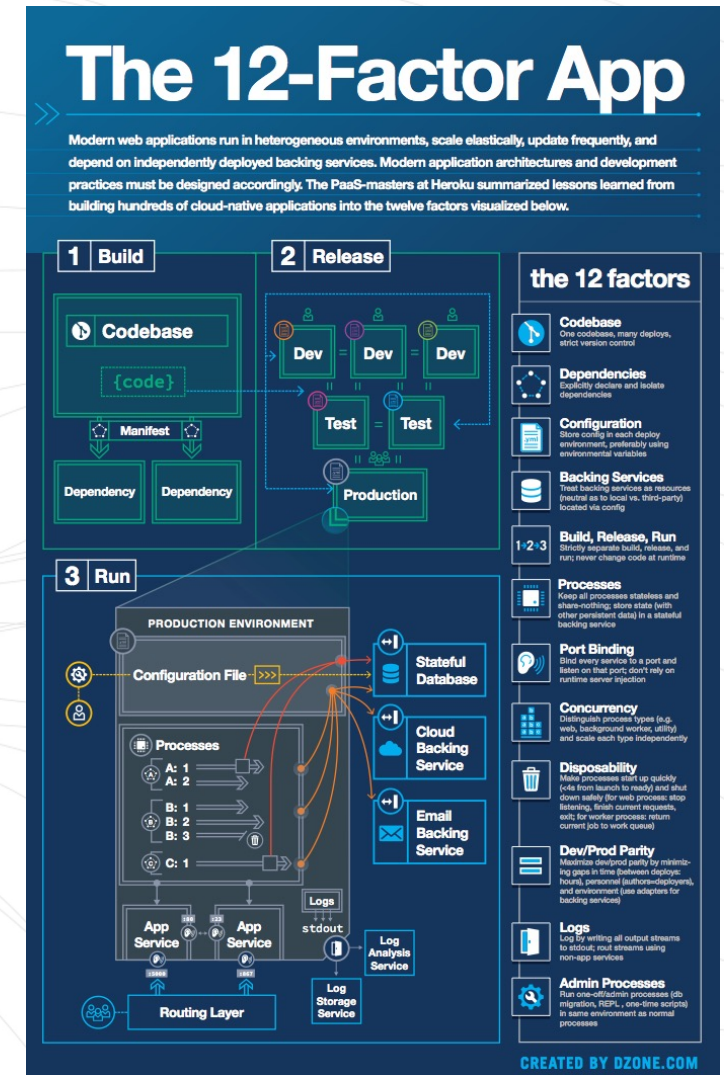 The 12-Factor App
Modern web applications run in heterogeneous environments, scale elastically, update frequently, and
depend on independently deployed backing services. Modern application architectures and development
practices must be designed accordingly. The PaaS-masters at Heroku summarized lessons learned from
building hundreds of cloud-native applications into the twelve factors visualized below.
1 Build
Codebase
{code}
Manifest
Dependency
Dependency
2 Release
Dev = Dev = Dev
Test = Test
Production
3 Run
PRODUCTION ENVIRONMENT
Configuration File >>>
Processes
A: 1
A: 2
B: 1
B: 2
B: 3
C: 1
Stateful
Database
Cloud
Backing
Service
Email
Backing
Service
Logs
stdout
App
Service
App
Service
Log
Analysis
Service
Log
Storage
Service
Routing Layer
the 12 factors
Codebase
One codebase, many deploys,
strict version control
Dependencies
Explicitly declare and isolate
dependencies
Configuration
.yml
Store config in each deploy
environment, preferably using
environmental variables
Backing Services
Treat backing services as resources
(neutral as to local vs. third-party)
located via config
1→2→3
Build, Release, Run
Strictly separate build, release, and
run; never change code at runtime
Processes
Keep all processes stateless and
share-nothing; store state (with
other persistent data) in a stateful
backing service
Port Binding
Bind every service to a port and
listen on that port; don't rely on
runtime server injection
Concurrency
Distinguish process types (e.g.
web, background worker, utility)
and scale each type independently
Disposability
Make processes start up quickly
(<4s from launch to ready) and shut
down safely (for web process: stop
listening, finish current requests,
exit; for worker process: return
current job to work queue)
Dev/Prod Parity
Maximize dev/prod parity by minimiz-
ing gaps in time (between deploys:
hours), personnel (authors=deployers),
and environment (use adapters for
backing services)
Logs
Log by writing all output streams
to stdout; rout streams using
non-app services
Admin Processes
Run one-off/admin processes (db
migration, REPL , one-time scripts)
in same environment as normal
processes
CREATED BY DZONE.COM